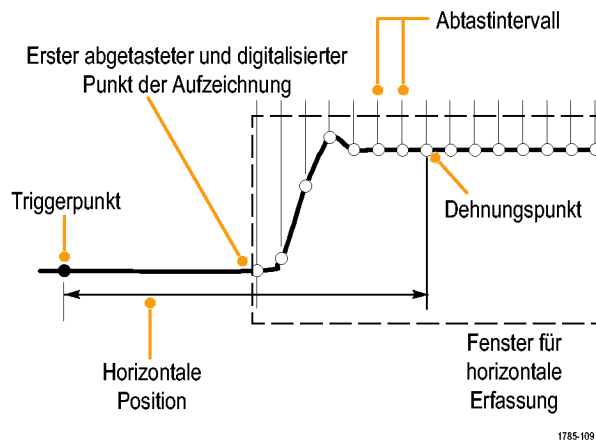 Abtastintervall
Erster abgetasteter und digitalisierter
Punkt der Aufzeichnung
Triggerpunkt
Dehnungspunkt
Horizontale
Position
Fenster für
horizontale
Erfassung
1785-109